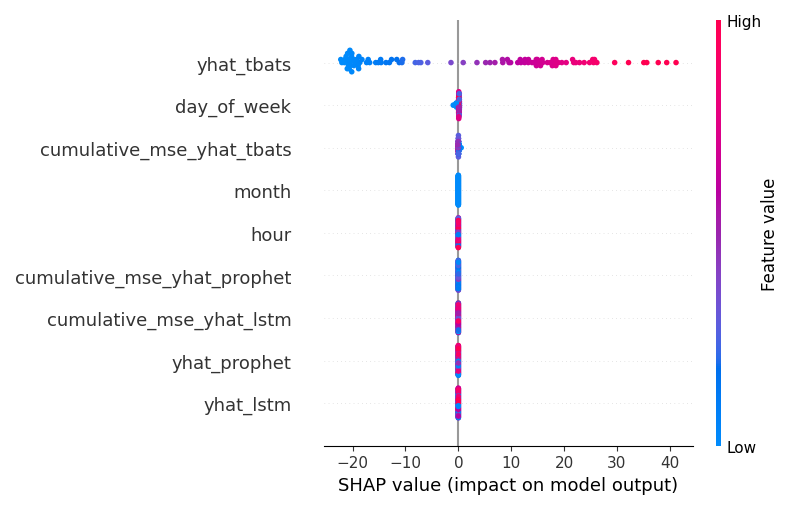 High
yhat_tbats
day_of_week
cumulative_mse_yhat_tbats
month
hour
cumulative_mse_yhat_prophet
cumulative_mse_yhat_lstm
yhat_prophet
yhat_lstm
Feature value
Low
−20 −10 0 10 20 30 40
SHAP value (impact on model output)